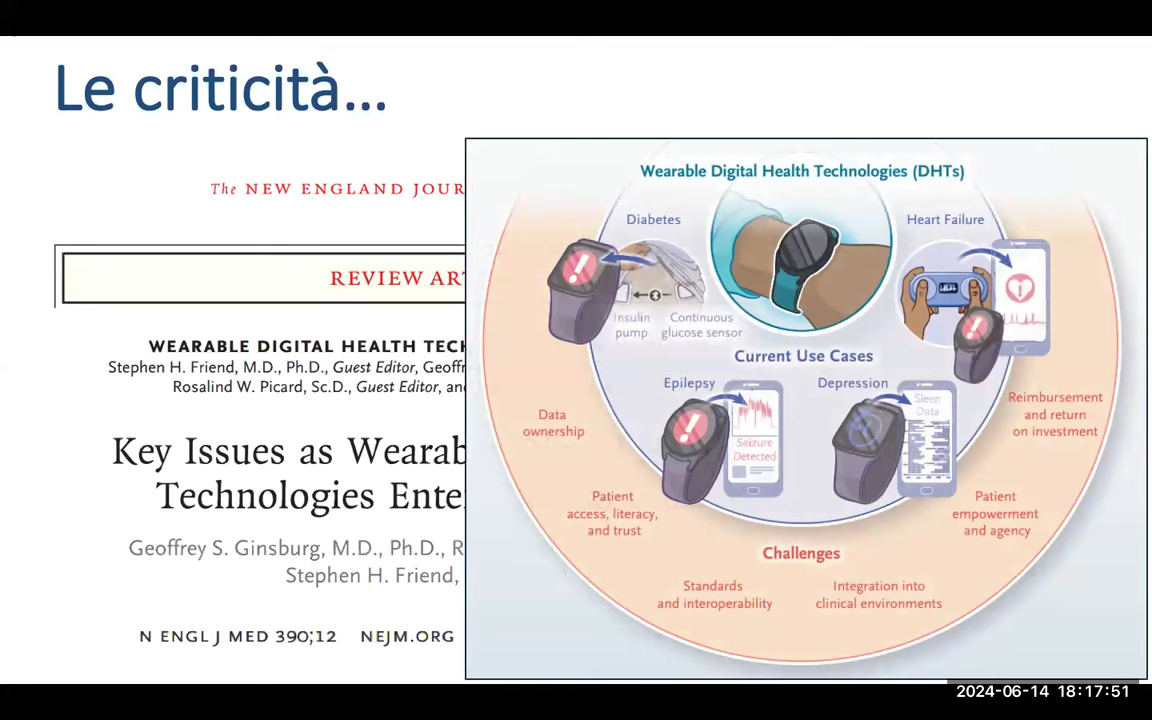 Le criticità...
The NEW ENGLAND JOUR
REVIEW AR
WEARABLE DIGITAL HEALTH TECH
Stephen H. Friend, M.D., Ph.D., Guest Editor, Geoff
Rosalind W. Picard, Sc.D., Guest Editor, and
Key Issues as Wearab
Technologies Ente
Geoffrey S. Ginsburg, M.D., Ph.D., R
Stephen H. Friend,
N ENGL J MED 390;12 NEJM.ORG
Wearable Digital Health Technologies (DHTs)
Diabetes
Heart Failure
Insulin
pump
Continuous
glucose sensor
Current Use Cases
Epilepsy
Seizure
Detected
Depression
Sleep
Data
Data
ownership
Reimbursement
and return
on investment
Patient
access, literacy,
and trust
Patient
empowerment
and agency
Challenges
Standards
and interoperability
Integration into
clinical environments
2024-06-14 18:17:51